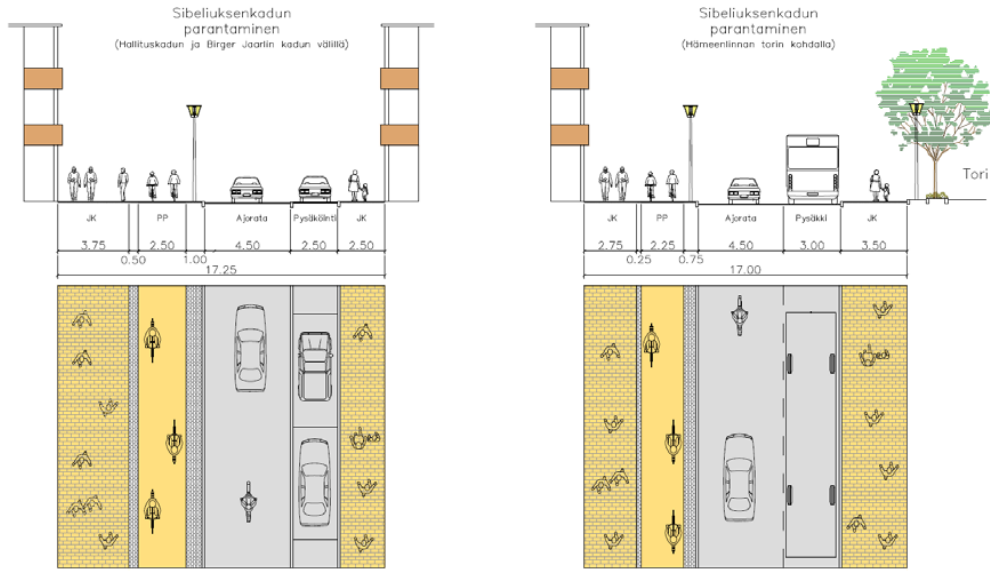 Sibeliuksenkadun
parantaminen
(Hallituskadun ja Birger Jaarlin kadun välillä)
JK
PP
Ajorata
Pysäköinti
JK
3.75
0.50
2.50
1.00
4.50
2.50
2.50
17.25
Sibeliuksenkadun
parantaminen
(Hämeenlinnan torin kohdalla)
Tori
JK
PP
Ajorata
Pysäkki
JK
2.75
0.25
2.25
0.75
4.50
3.00
3.50
17.00